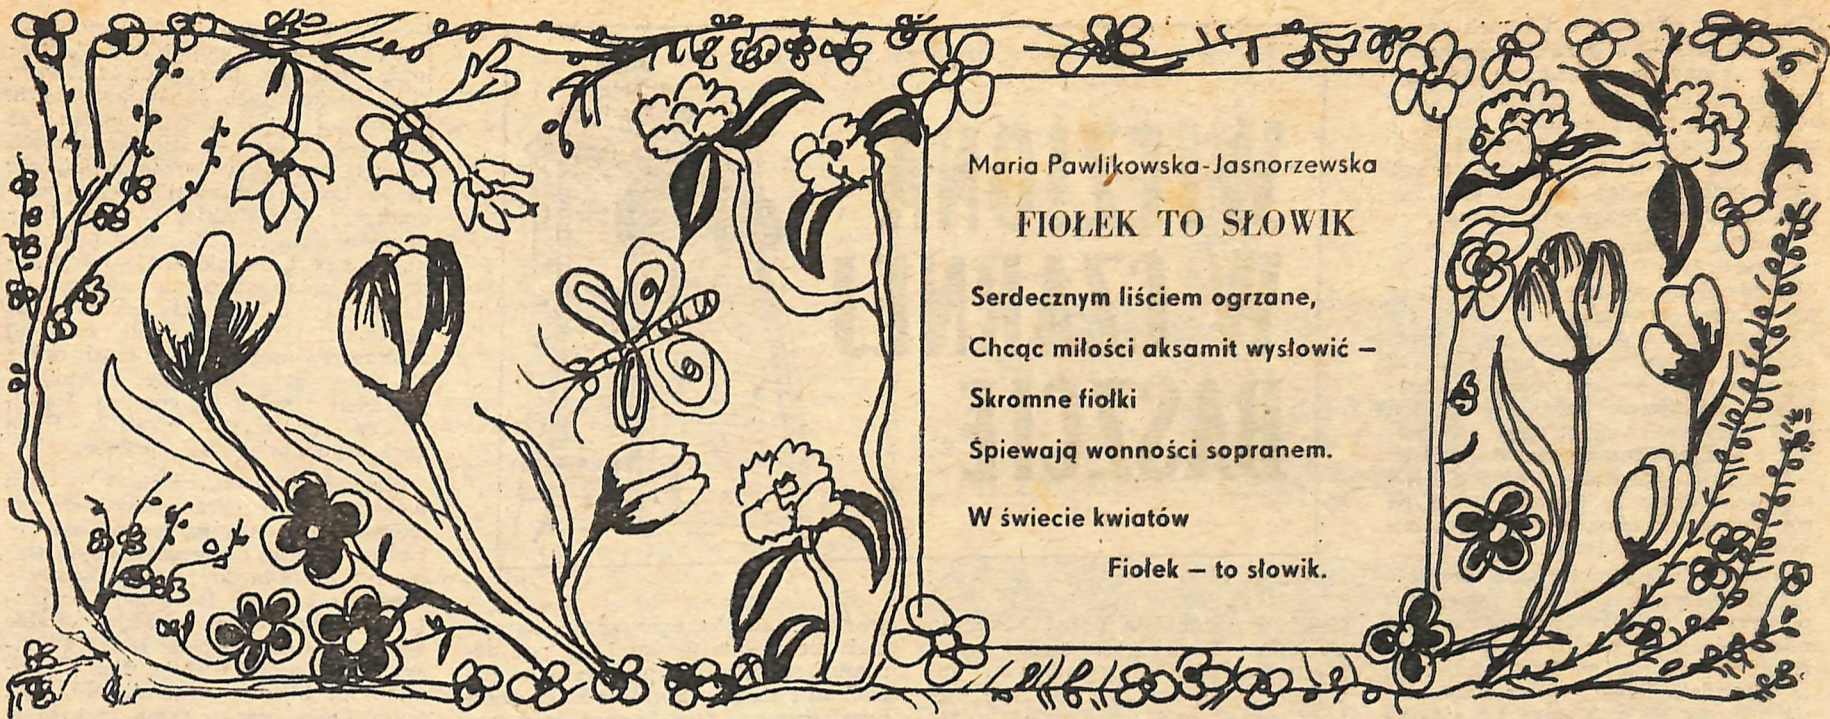 Maria Pawlikowska-Jasnorzewska
FIOŁEK TO SŁOWIK
Serdecznym liściem ogrzane,
Chcąc miłości aksamit wysłowić –
Skromne fiołki
Śpiewają wonności sopranem.
W świecie kwiatów
Fiołek – to słowik.